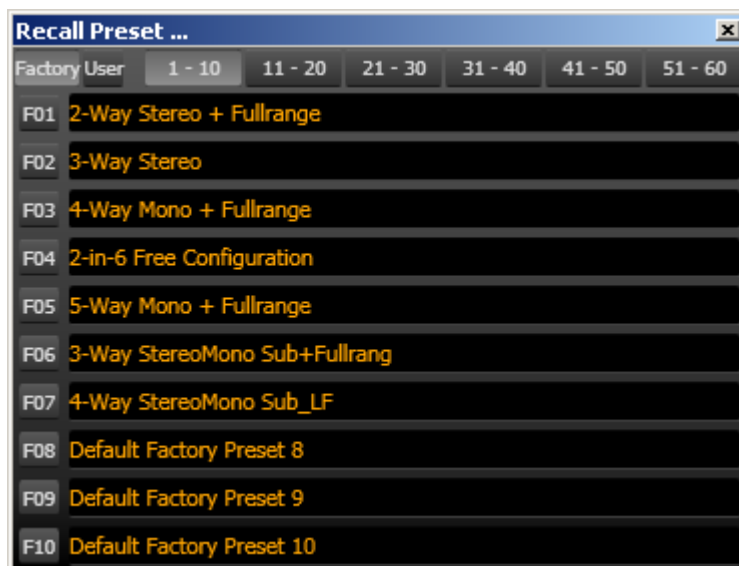 Recall Preset ...
Factory User 1 - 10 11 - 20 21 - 30 31 - 40 41 - 50 51 - 60
F01 2-Way Stereo + Fullrange
F02 3-Way Stereo
F03 4-Way Mono + Fullrange
F04 2-in-6 Free Configuration
F05 5-Way Mono + Fullrange
F06 3-Way StereoMono Sub+Fullrang
F07 4-Way StereoMono Sub_LF
F08 Default Factory Preset 8
F09 Default Factory Preset 9
F10 Default Factory Preset 10